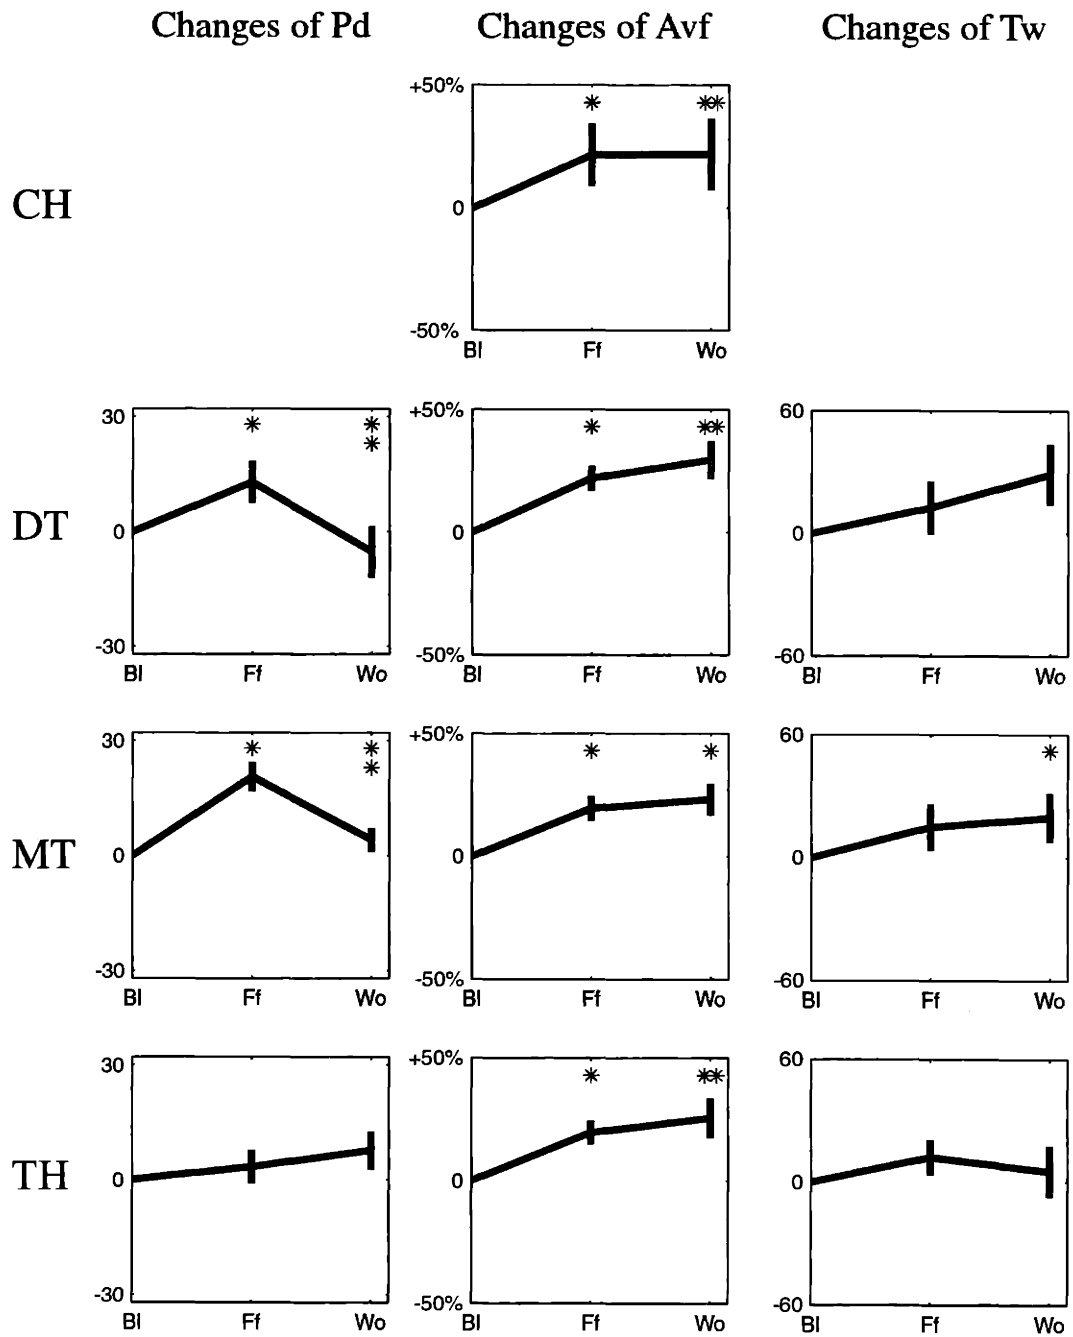 Changes of Pd Changes of Avf Changes of Tw
CH
+50%
* **
0
-50%
Bl Ff Wo
DT
30
* *
*
0
-30
Bl Ff Wo
+50%
* **
0
-50%
Bl Ff Wo
60
0
-60
Bl Ff Wo
MT
30
* *
*
0
-30
Bl Ff Wo
+50%
* *
0
-50%
Bl Ff Wo
60
*
0
-60
Bl Ff Wo
TH
30
0
-30
Bl Ff Wo
+50%
* **
0
-50%
Bl Ff Wo
60
0
-60
Bl Ff Wo